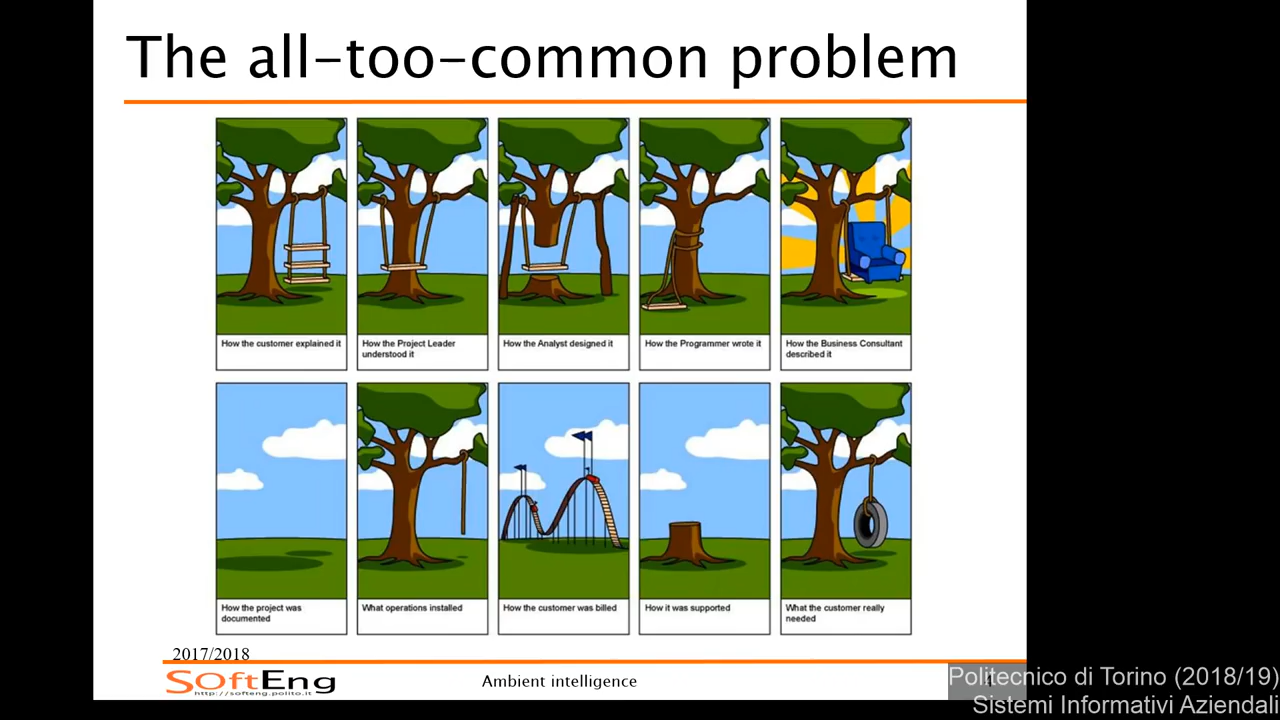 The all-too-common problem
How the customer explained it
How the Project Leader
understood it
How the Analyst designed it
How the Programmer wrote it
How the Business Consultant
described it
How the project was
documented
What operations installed
How the customer was billed
How it was supported
What the customer really
needed
2017/2018
SOftEng
http://softeng.polito.it
Ambient intelligence
Politecnico di Torino (2018/19)
Sistemi Informativi Aziendali